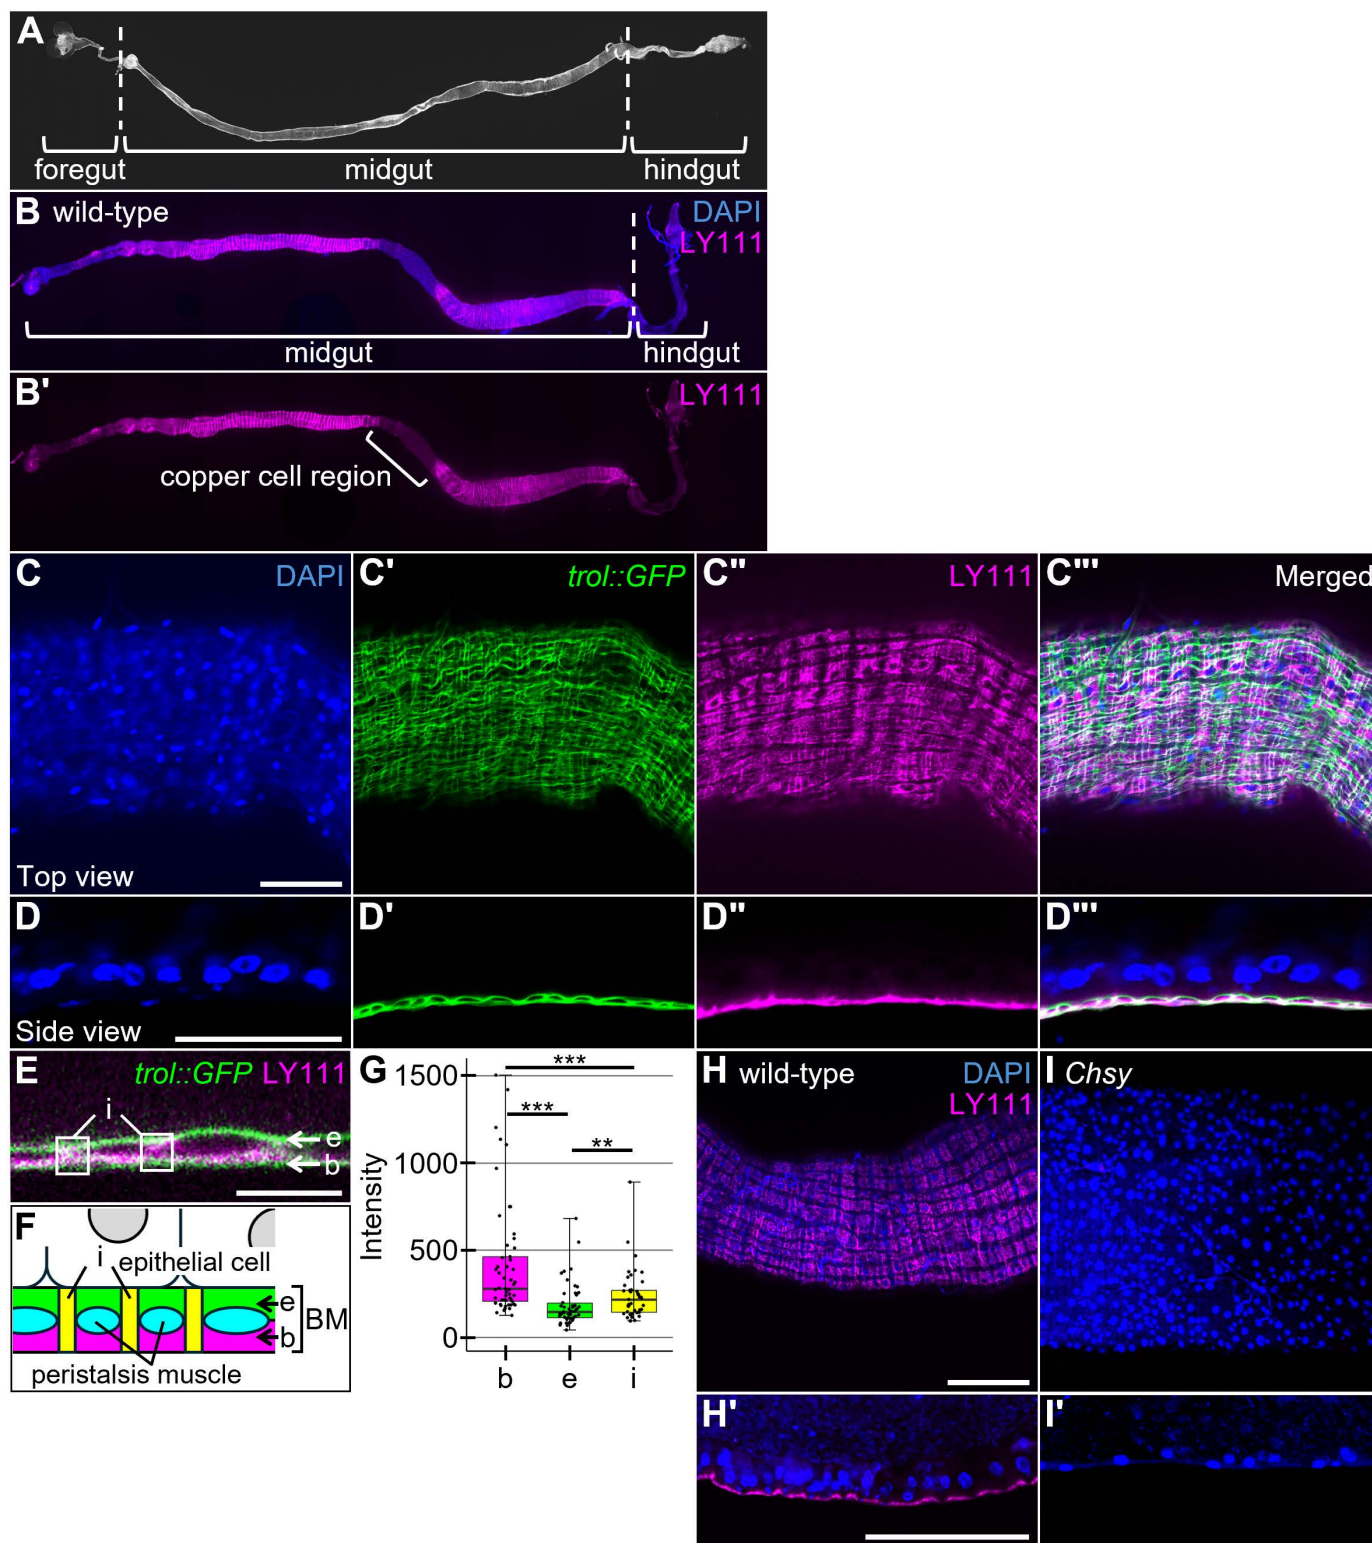 A
foregut
midgut
hindgut
B wild-type
DAPI
LY111
midgut
hindgut
B'
LY111
copper cell region
C
DAPI
Top view
C'
trol::GFP
C"
LY111
C'"
Merged
D
Side view
D'
D"
D'"
E
trol::GFP LY111
i
e
b
F
i
epithelial cell
e
b
BM
peristalsis muscle
G
***
1500
***
**
1000
500
0
Intensity
b e i
H wild-type
DAPI
LY111
I Chsy
H'
I'